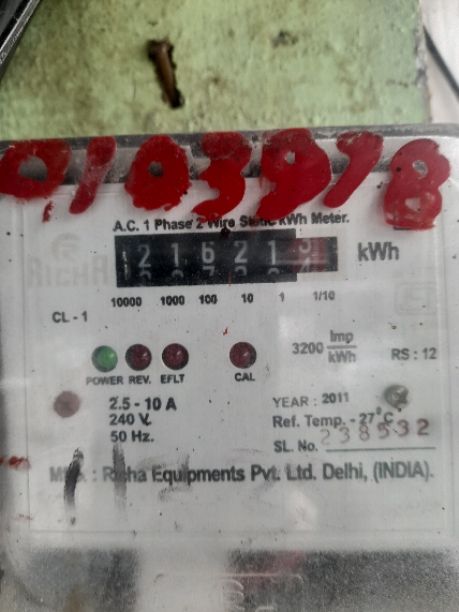 0103918
A.C. 1 Phase 2 Wire Static kWh Meter.
RICHA
21621 kWh
10000 1000 100 10 1 1/10
CL - 1
3200 Imp/kWh
RS : 12
POWER REV. EFLT CAL
2.5 - 10 A
240 V.
50 Hz.
YEAR : 2011
Ref. Temp. - 27°C
SL. No. 238532
: Richa Equipments Pvt. Ltd. Delhi, (INDIA).